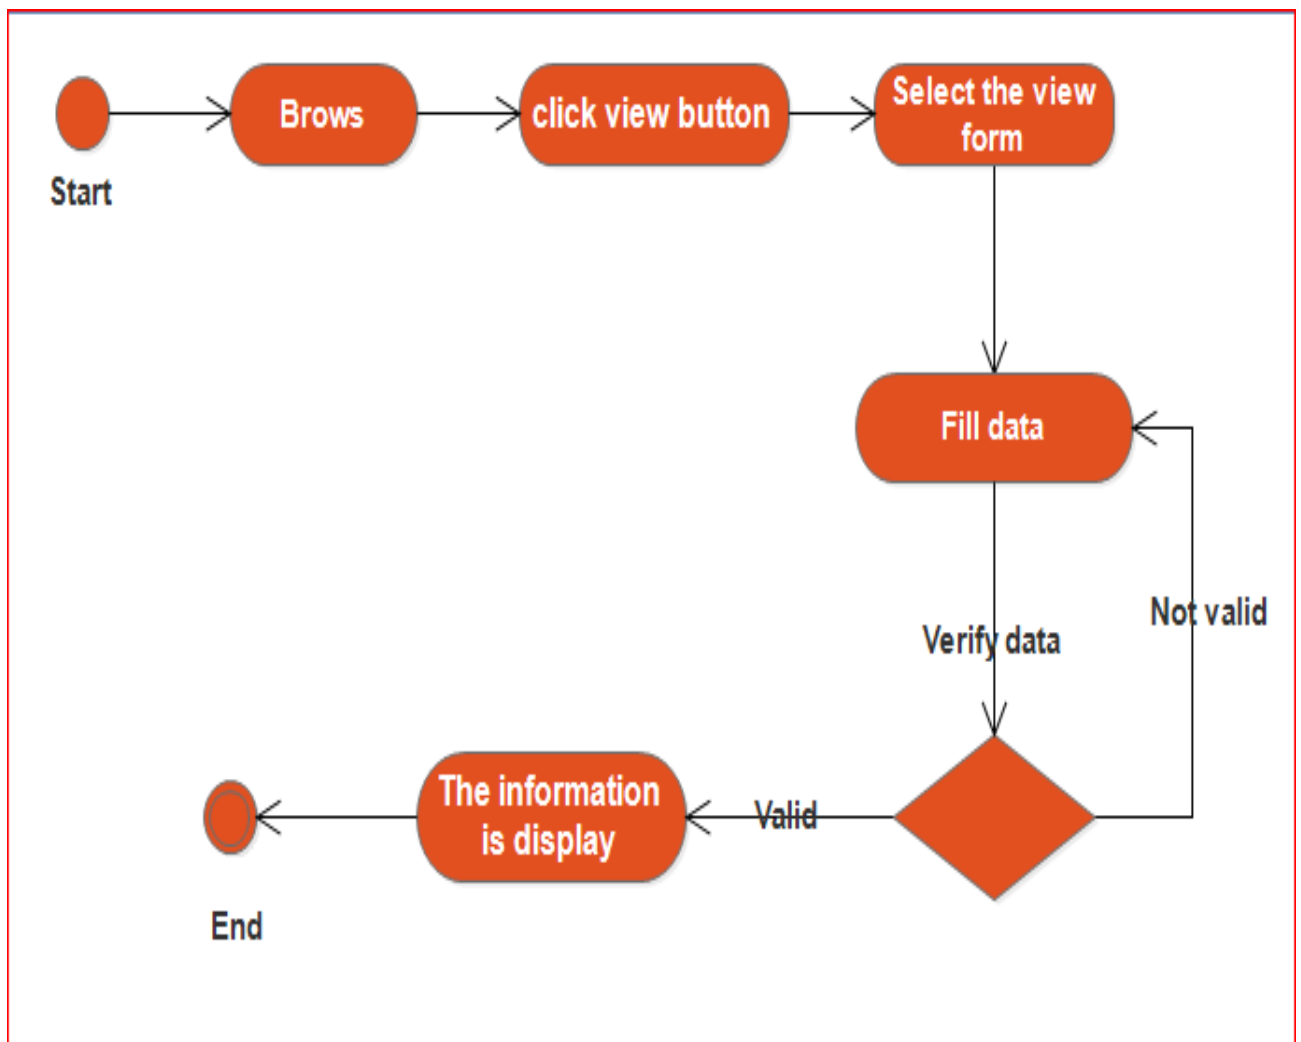 Start
Brows
click view button
Select the view
form
Fill data
Verify data
Not valid
Valid
The information
is display
End